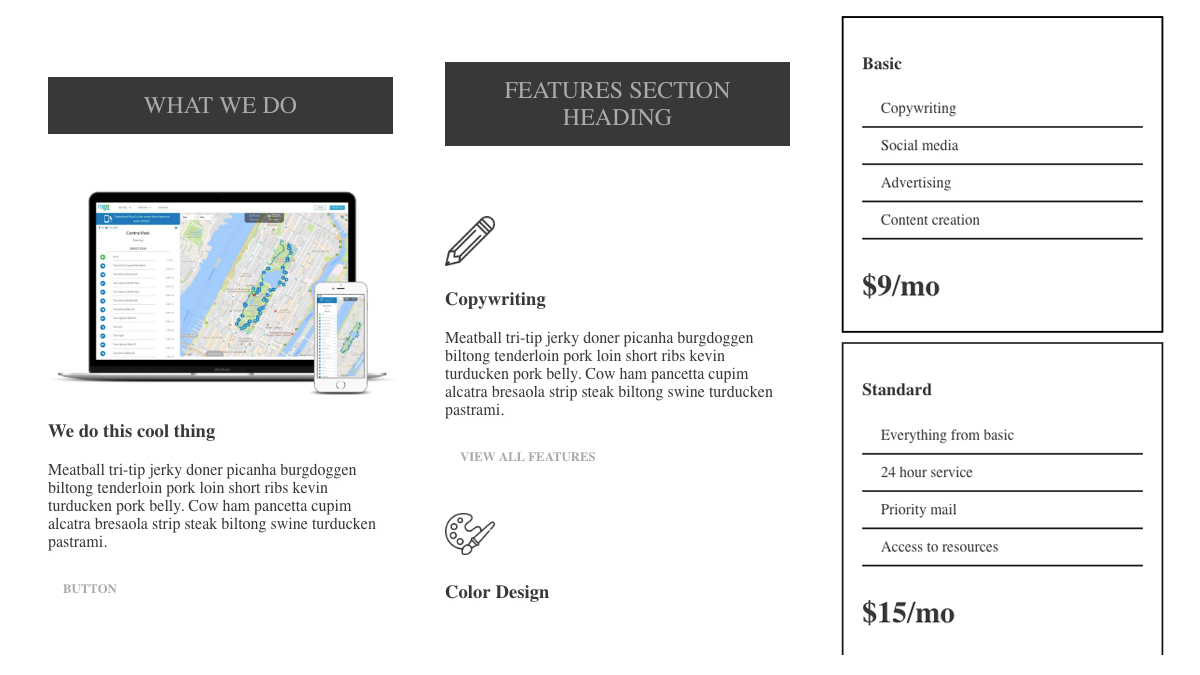 WHAT WE DO
Central Park
We do this cool thing
Meatball tri-tip jerky doner picanha burgdoggen
biltong tenderloin pork loin short ribs kevin
turducken pork belly. Cow ham pancetta cupim
alcatra bresaola strip steak biltong swine turducken
pastrami.
BUTTON
FEATURES SECTION
HEADING
Copywriting
Meatball tri-tip jerky doner picanha burgdoggen
biltong tenderloin pork loin short ribs kevin
turducken pork belly. Cow ham pancetta cupim
alcatra bresaola strip steak biltong swine turducken
pastrami.
VIEW ALL FEATURES
Color Design
Basic
Copywriting
Social media
Advertising
Content creation
$9/mo
Standard
Everything from basic
24 hour service
Priority mail
Access to resources
$15/mo